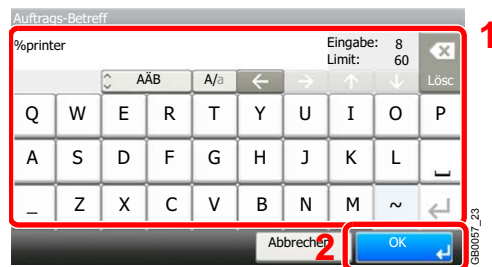 Auftrags-Betreff
%printer
Eingabe: 8
Limit: 60
AÄB A/a Lösc
Q W E R T Y U I O P
A S D F G H J K L
_ Z X C V B N M ~
Abbrechen OK
1
2
GB0057_23